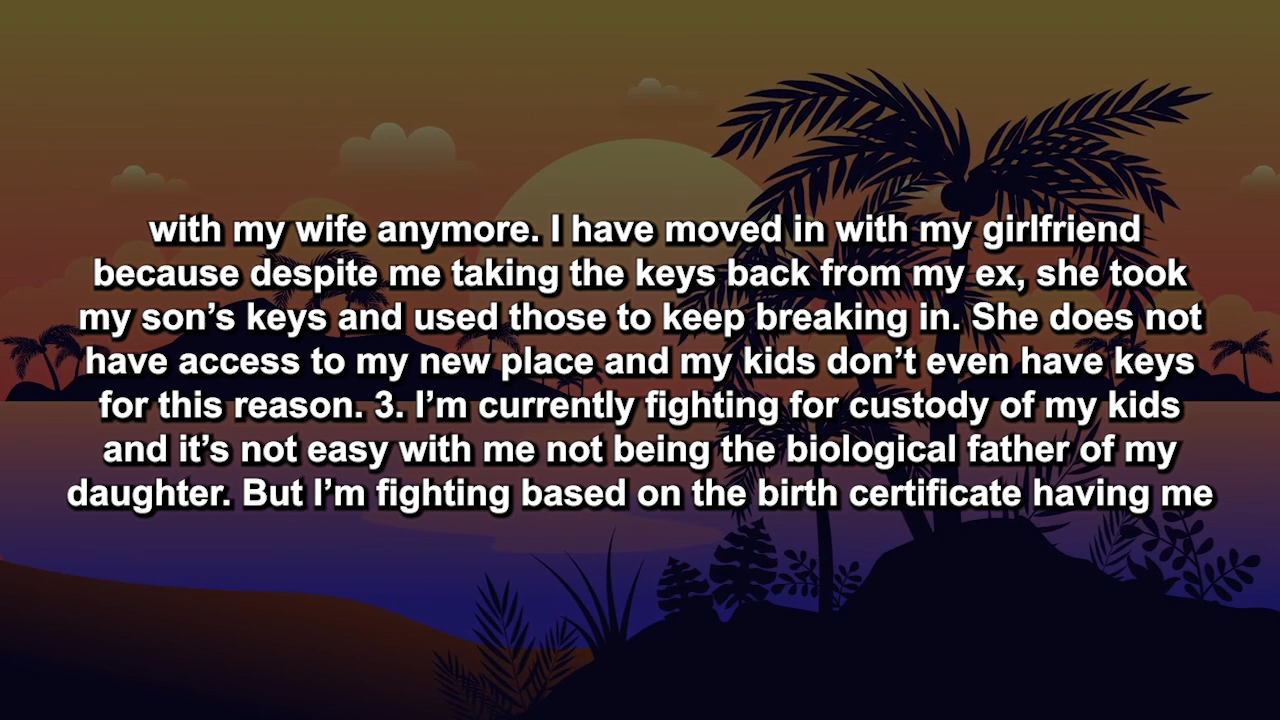 with my wife anymore. I have moved in with my girlfriend
because despite me taking the keys back from my ex, she took
my son’s keys and used those to keep breaking in. She does not
have access to my new place and my kids don’t even have keys
for this reason. 3. I’m currently fighting for custody of my kids
and it’s not easy with me not being the biological father of my
daughter. But I’m fighting based on the birth certificate having me